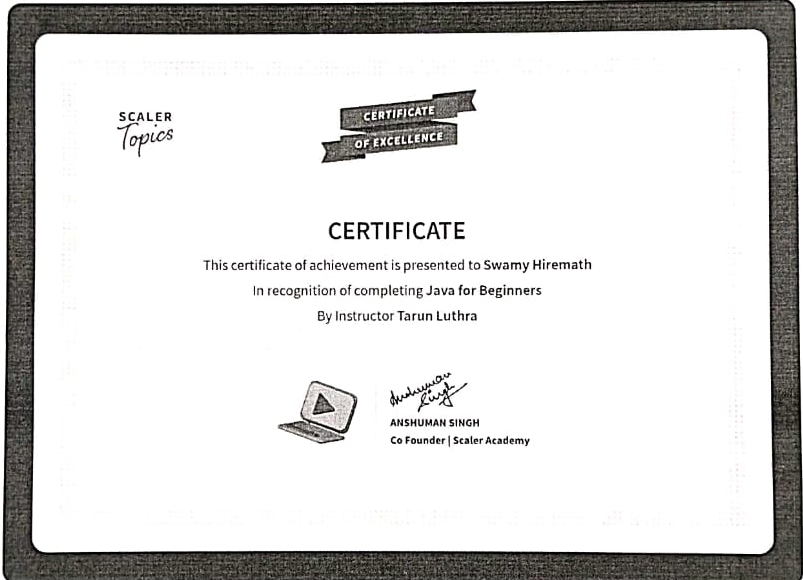 SCALER
Topics
CERTIFICATE
OF EXCELLENCE
CERTIFICATE
This certificate of achievement is presented to Swamy Hiremath
In recognition of completing Java for Beginners
By Instructor Tarun Luthra
Anshuman
Singh
ANSHUMAN SINGH
Co Founder | Scaler Academy